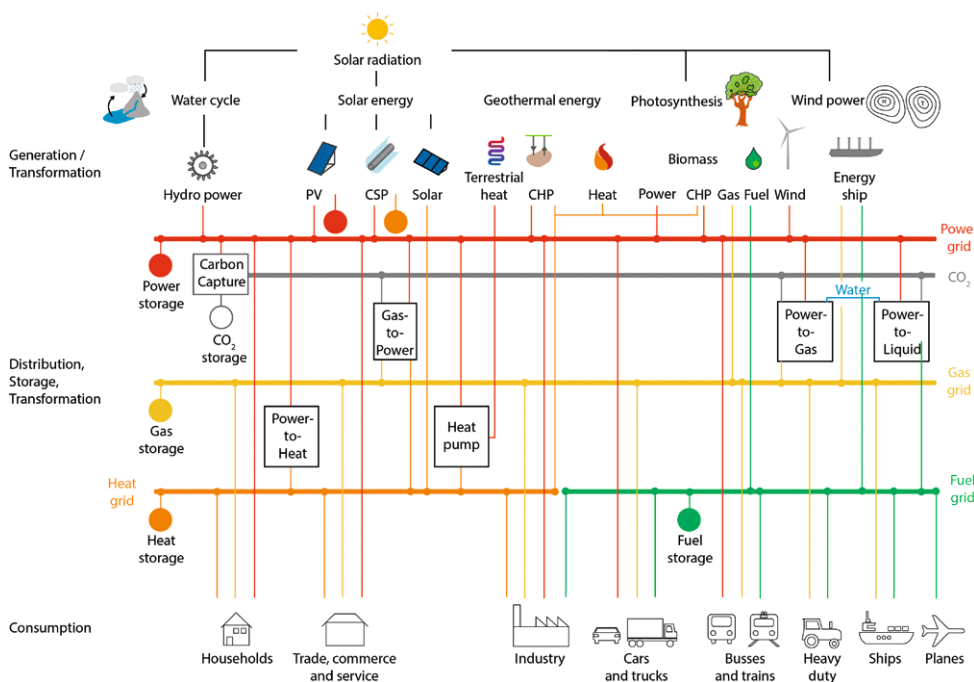 Solar radiation
Water cycle
Solar energy
Geothermal energy
Photosynthesis
Wind power
H
T
Generation /
Transformation
Biomass
Energy
ship
Hydro power
PV
CSP
Solar
Terrestrial
heat
CHP
Heat
Power
CHP
Gas
Fuel
Wind
Power
grid
Power
storage
Carbon
Capture
CO2
CO2
storage
Gas-
to-
Power
Water
Power-
to-
Gas
Power-
to-
Liquid
Distribution,
Storage,
Transformation
Gas
grid
Gas
storage
Power-
to-
Heat
Heat
pump
Heat
grid
Fuel
grid
Heat
storage
Fuel
storage
Consumption
Households
Trade, commerce
and service
Industry
Cars
and trucks
Busses
and trains
Heavy
duty
Ships
Planes